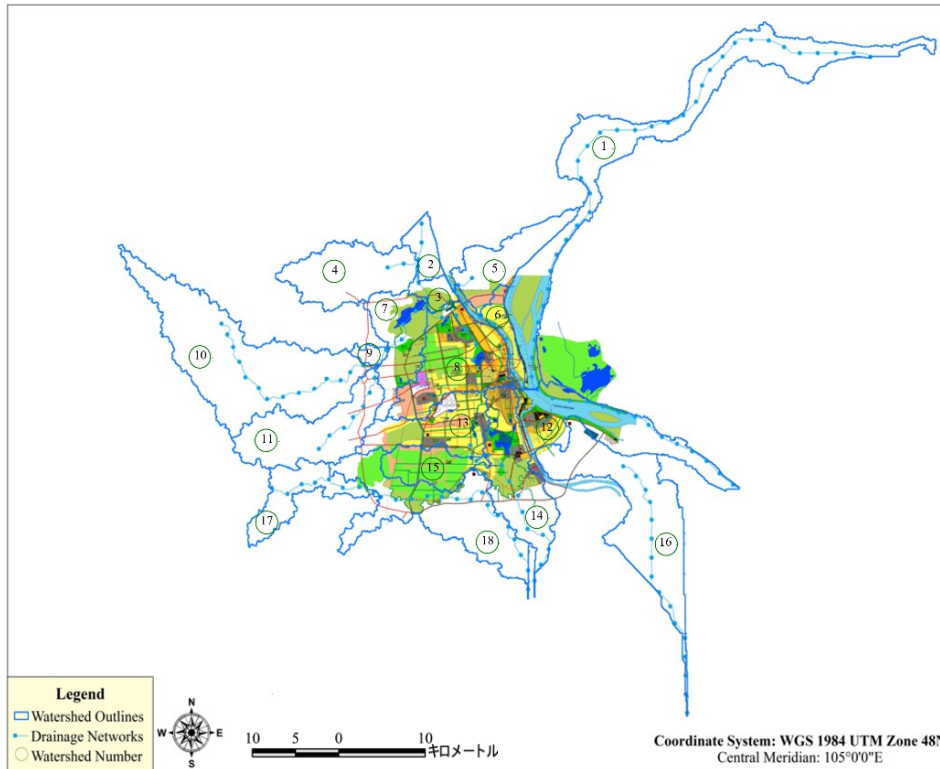 1
4
2
5
7
3
6
10
9
8
11
13
12
15
17
14
18
16
Legend
Watershed Outlines
Drainage Networks
Watershed Number
N
W
E
S
10 5 0 10
キロメートル
Coordinate System: WGS 1984 UTM Zone 48N
Central Meridian: 105°0'0"E